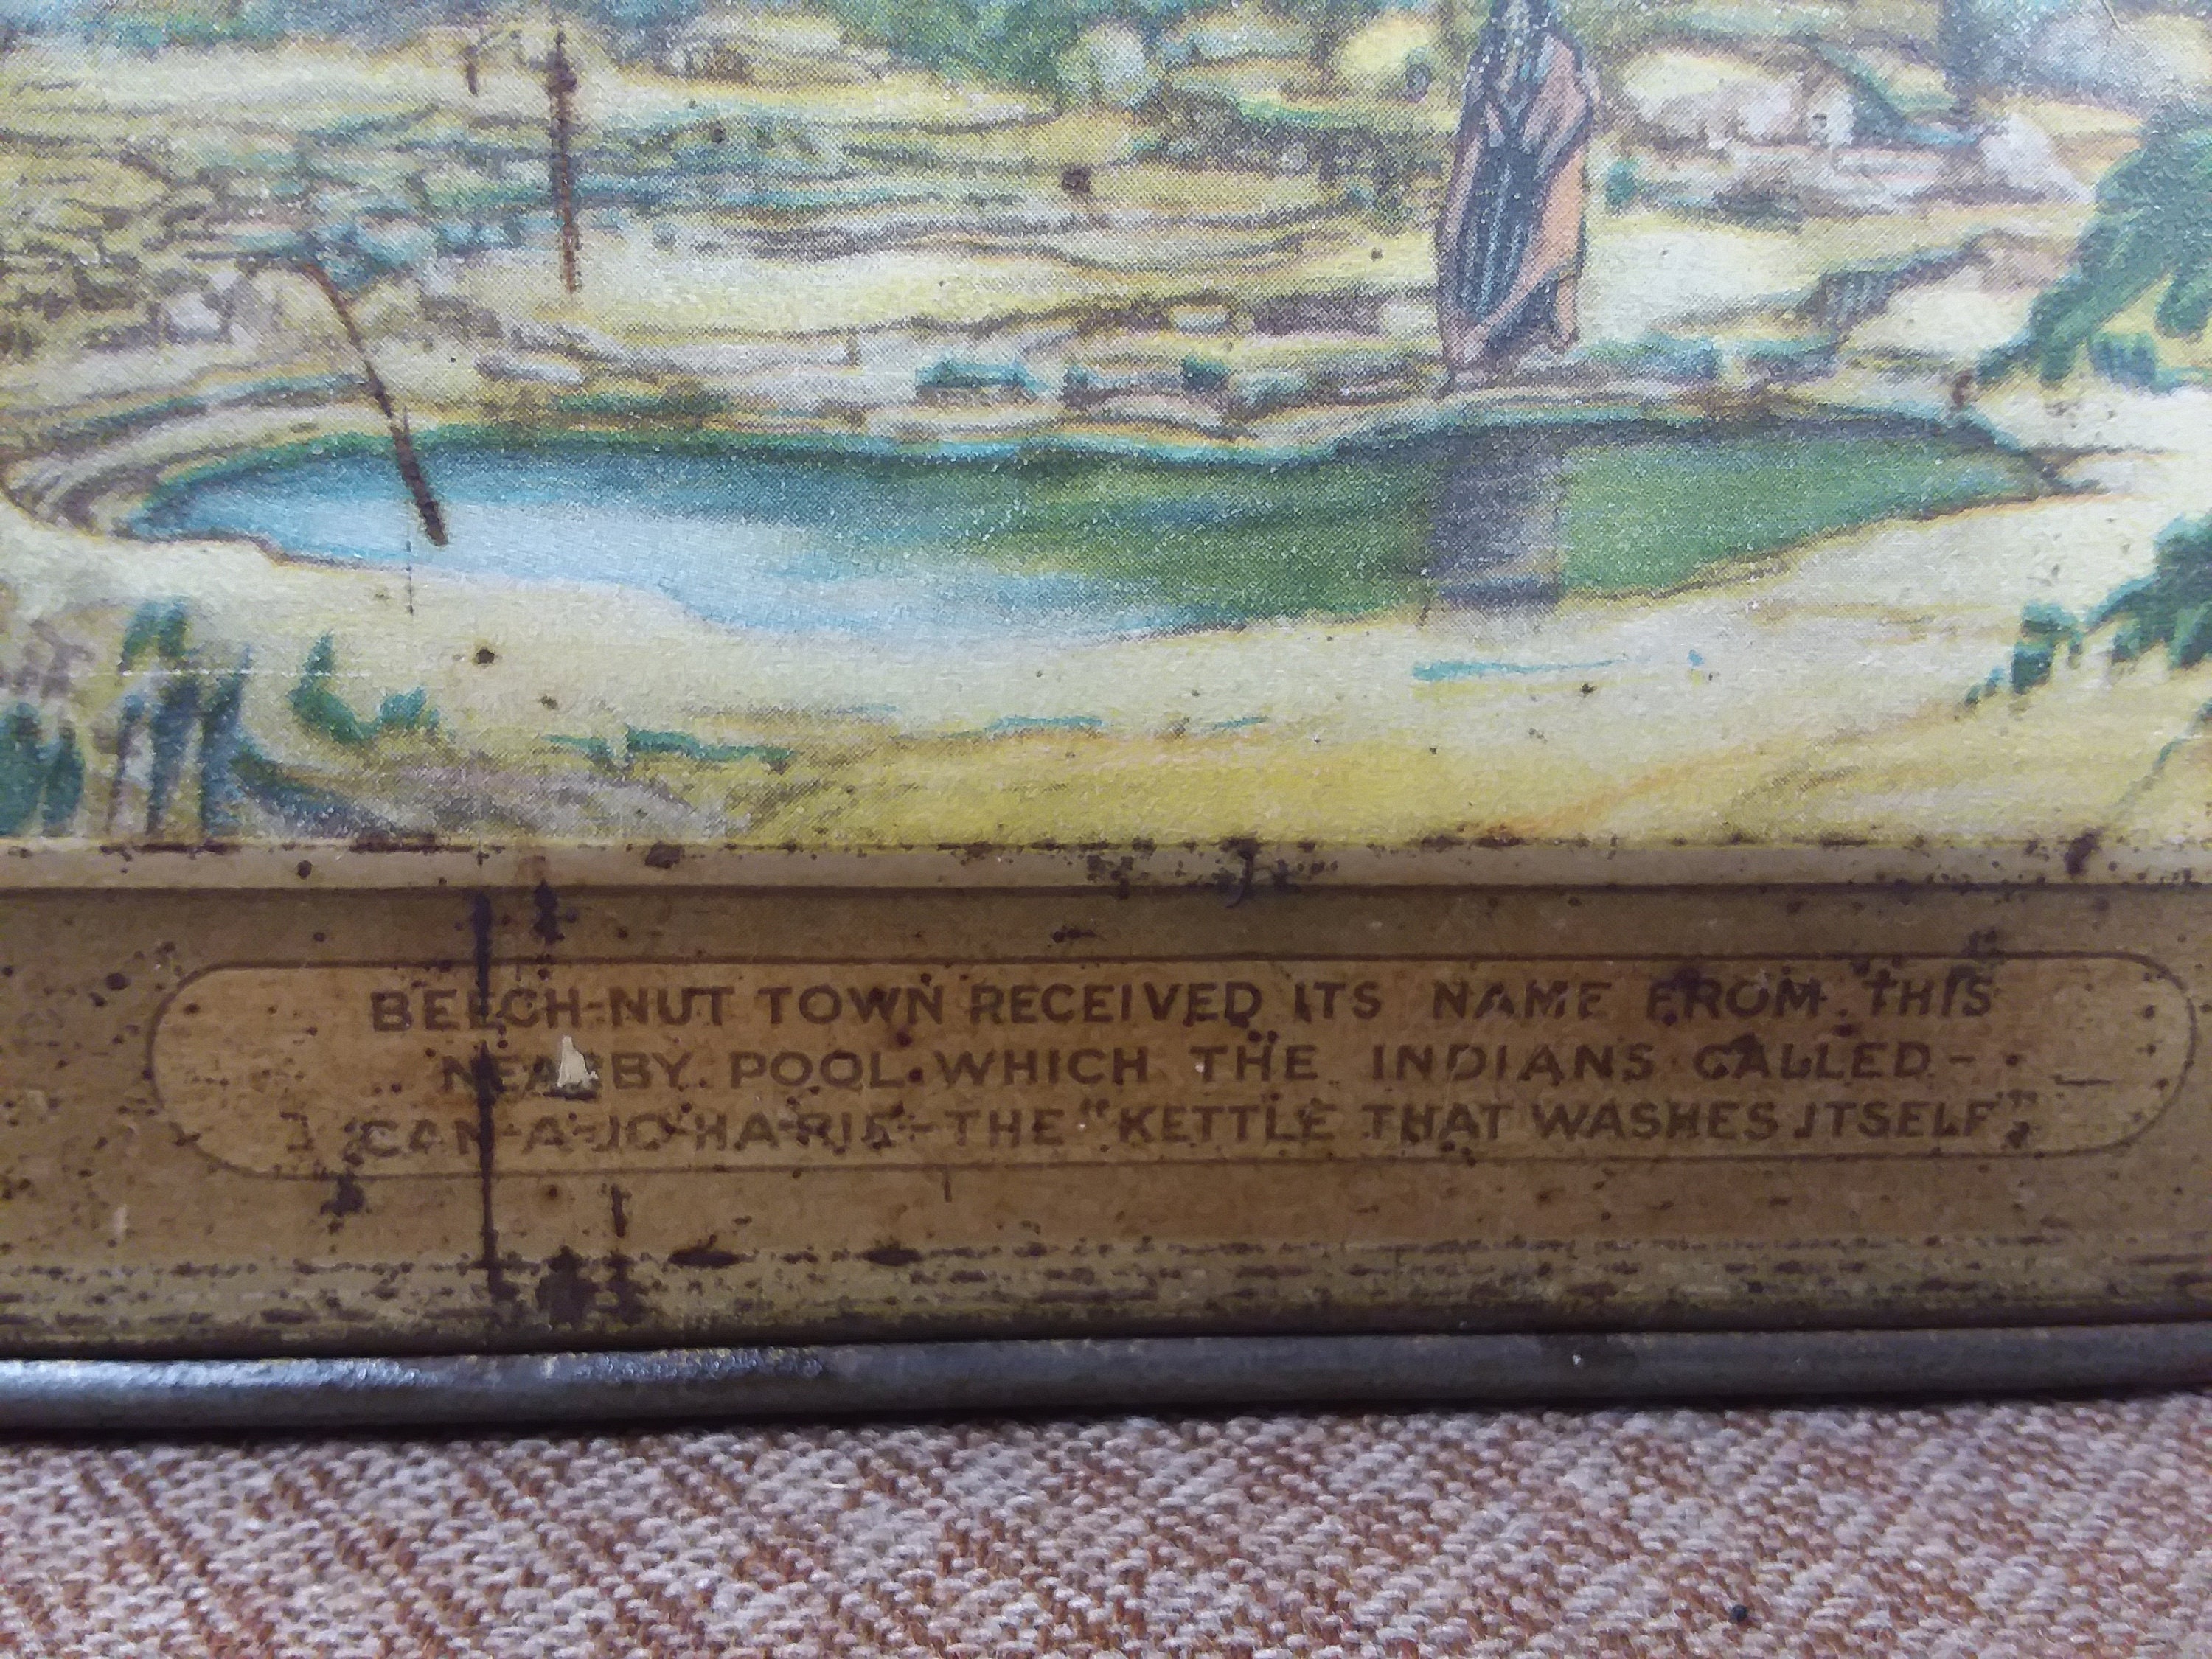 BEECH-NUT TOWN RECEIVED ITS NAME FROM THIS
NEARBY POOL WHICH THE INDIANS CALLED-
CAN-A-JO-HA-RIE-THE "KETTLE THAT WASHES ITSELF"